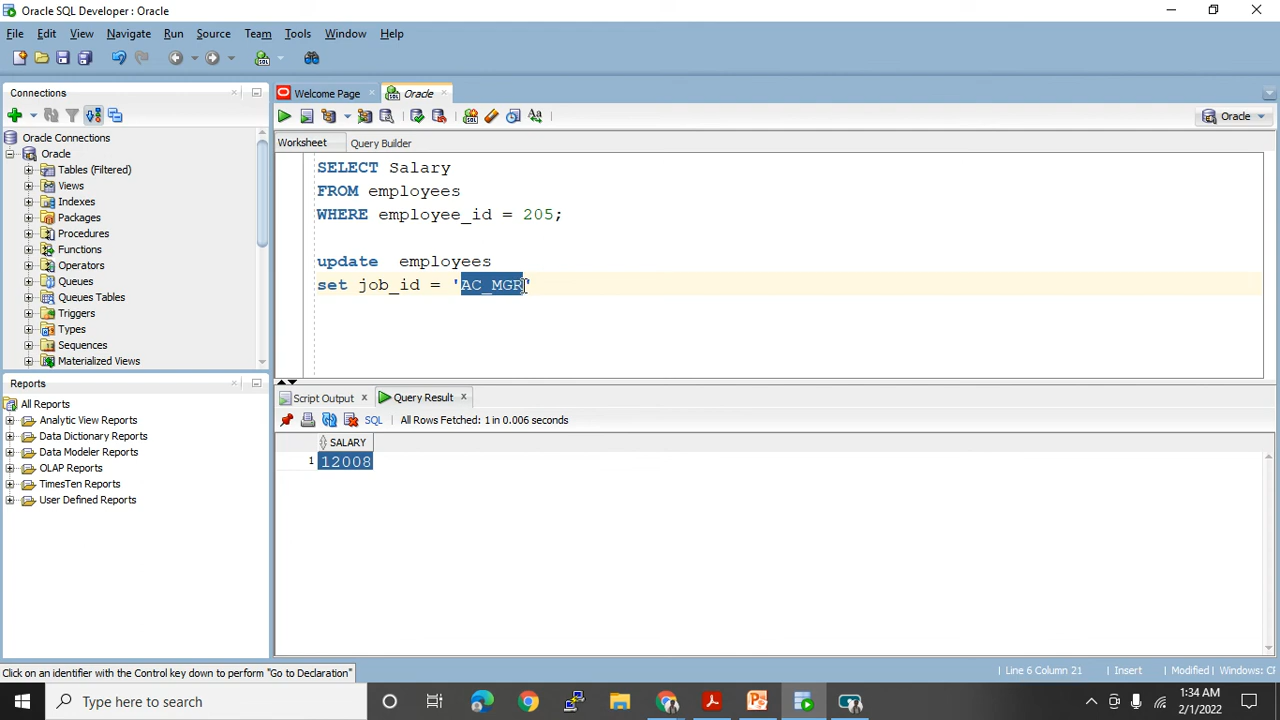 Oracle SQL Developer : Oracle
File Edit View Navigate Run Source Team Tools Window Help
Connections
Oracle Connections
Oracle
Tables (Filtered)
Views
Indexes
Packages
Procedures
Functions
Operators
Queues
Queues Tables
Triggers
Types
Sequences
Materialized Views
Reports
All Reports
Analytic View Reports
Data Dictionary Reports
Data Modeler Reports
OLAP Reports
TimesTen Reports
User Defined Reports
Welcome Page Oracle
Oracle
Worksheet Query Builder
SELECT Salary
FROM employees
WHERE employee_id = 205;
update  employees
set job_id = 'AC_MGR'
Script Output Query Result
SQL All Rows Fetched: 1 in 0.006 seconds
SALARY
1 12008
Click on an identifier with the Control key down to perform "Go to Declaration" Line 6 Column 21 Insert Modified Windows: CF
Type here to search
1:34 AM
2/1/2022